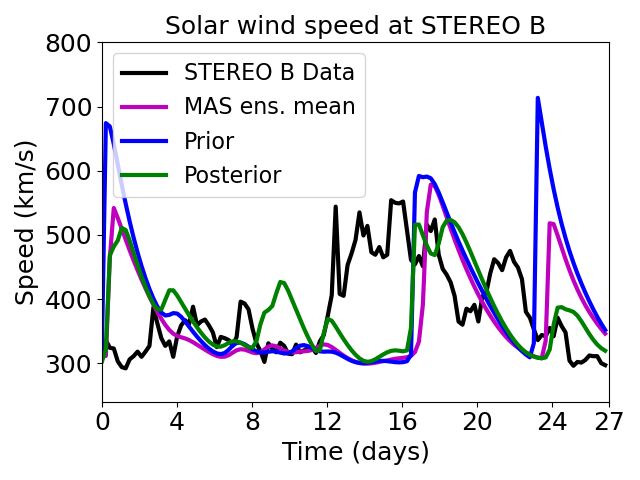 Solar wind speed at STEREO B
800
700
600
500
400
300
Speed (km/s)
STEREO B Data
MAS ens. mean
Prior
Posterior
0 4 8 12 16 20 24 27
Time (days)